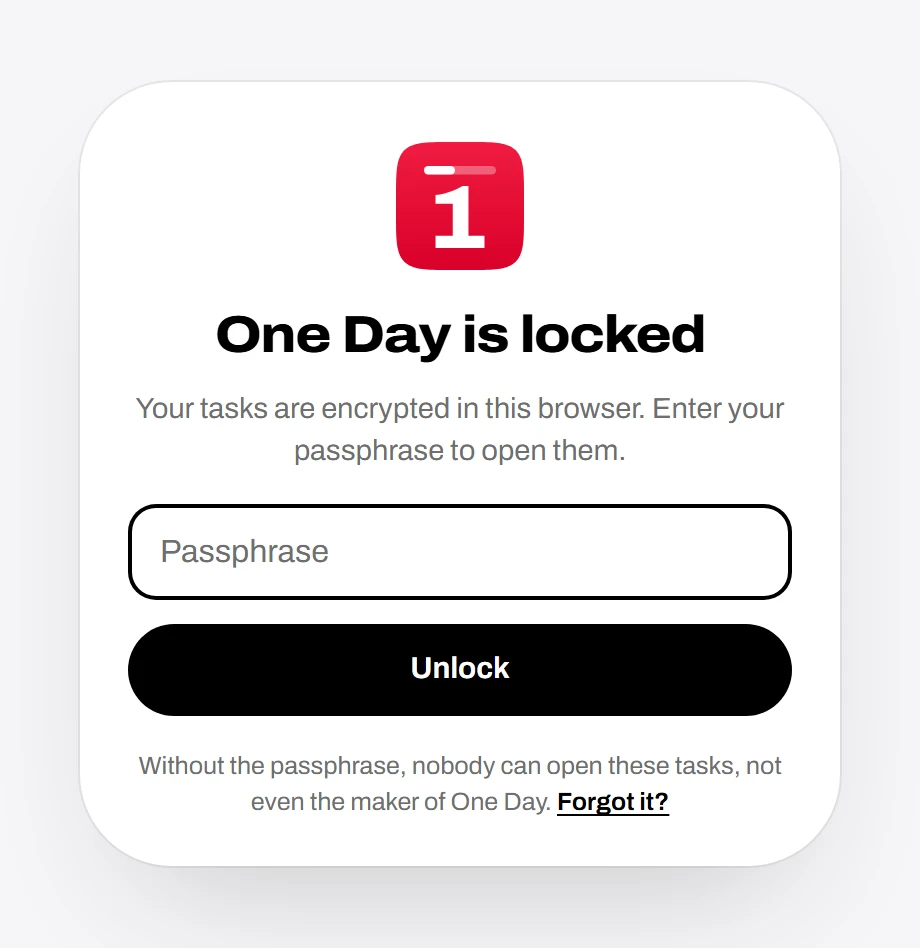 1
One Day is locked
Your tasks are encrypted in this browser. Enter your
passphrase to open them.
Passphrase
Unlock
Without the passphrase, nobody can open these tasks, not
even the maker of One Day. Forgot it?